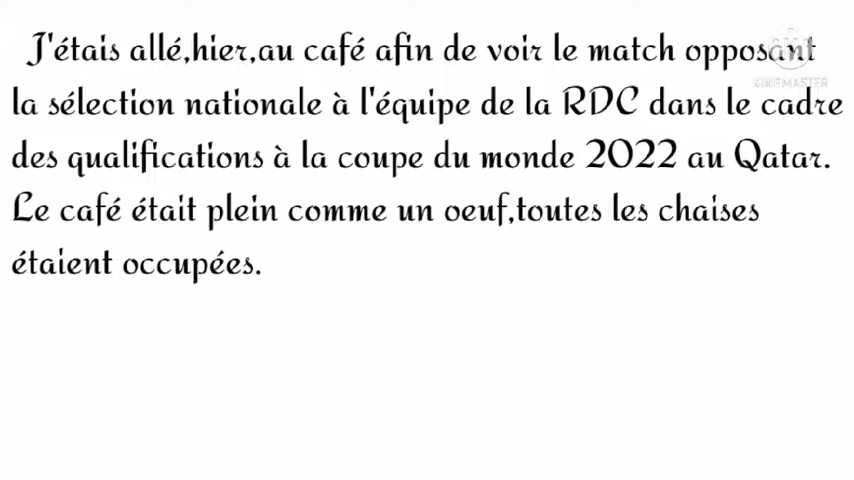 J'étais allé,hier,au café afin de voir le match opposant
la sélection nationale à l'équipe de la RDC dans le cadre
des qualifications à la coupe du monde 2022 au Qatar.
Le café était plein comme un oeuf,toutes les chaises
étaient occupées.
KINEMASTER